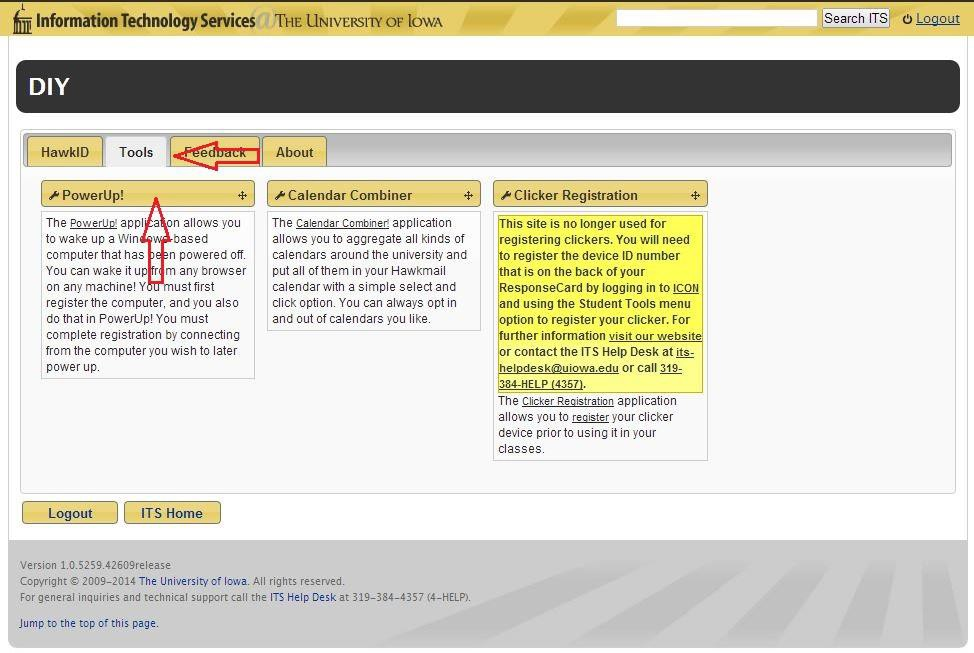 Information Technology Services@THE UNIVERSITY OF IOWA
Search ITS
Logout
DIY
HawkID
Tools
Feedback
About
PowerUp!
The PowerUp! application allows you
to wake up a Windows-based
computer that has been powered off.
You can wake it up from any browser
on any machine! You must first
register the computer, and you also
do that in PowerUp! You must
complete registration by connecting
from the computer you wish to later
power up.
Calendar Combiner
The Calendar Combiner! application
allows you to aggregate all kinds of
calendars around the university and
put all of them in your Hawkmail
calendar with a simple select and
click option. You can always opt in
and out of calendars you like.
Clicker Registration
This site is no longer used for
registering clickers. You will need
to register the device ID number
that is on the back of your
ResponseCard by logging in to ICON
and using the Student Tools menu
option to register your clicker. For
further information visit our website
or contact the ITS Help Desk at its-
helpdesk@uiowa.edu or call 319-
384-HELP (4357).
The Clicker Registration application
allows you to register your clicker
device prior to using it in your
classes.
Logout
ITS Home
Version 1.0.5259.42609release
Copyright © 2009-2014 The University of Iowa. All rights reserved.
For general inquiries and technical support call the ITS Help Desk at 319-384-4357 (4-HELP).
Jump to the top of this page.